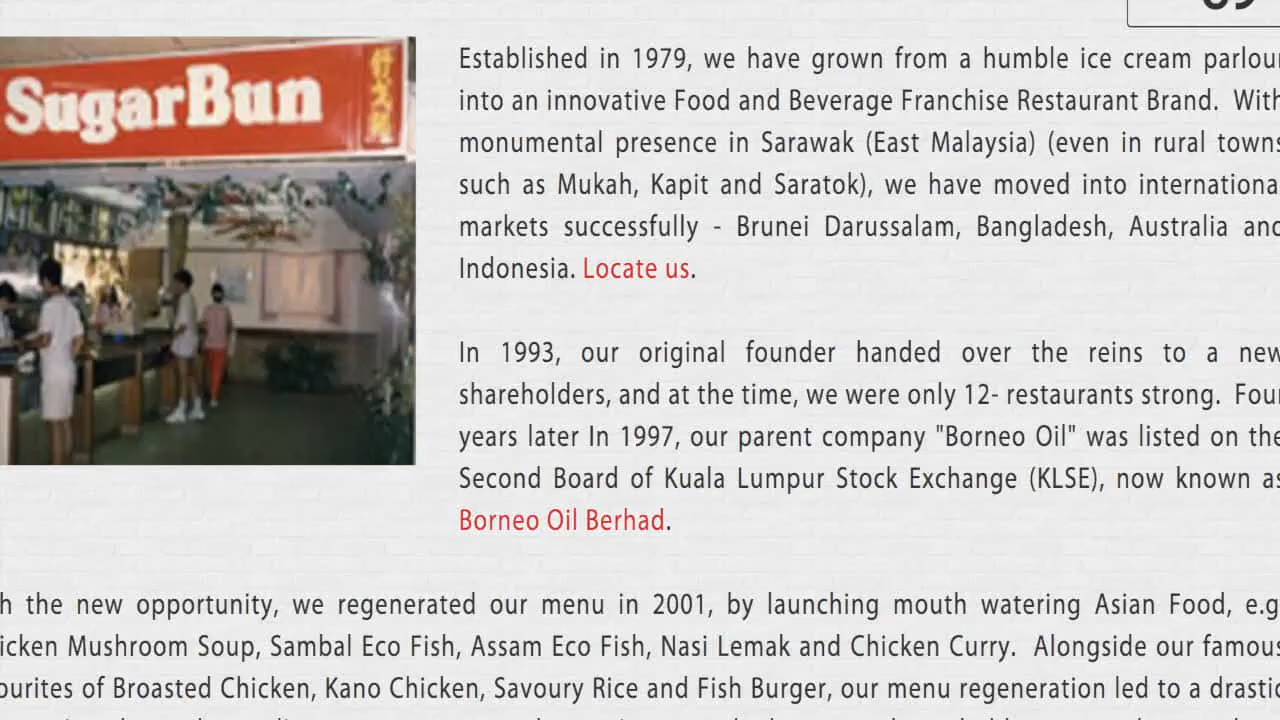 SugarBun
Established in 1979, we have grown from a humble ice cream parlour
into an innovative Food and Beverage Franchise Restaurant Brand. With
monumental presence in Sarawak (East Malaysia) (even in rural towns
such as Mukah, Kapit and Saratok), we have moved into international
markets successfully - Brunei Darussalam, Bangladesh, Australia and
Indonesia. Locate us.
In 1993, our original founder handed over the reins to a new
shareholders, and at the time, we were only 12- restaurants strong. Four
years later In 1997, our parent company "Borneo Oil" was listed on the
Second Board of Kuala Lumpur Stock Exchange (KLSE), now known as
Borneo Oil Berhad.
h the new opportunity, we regenerated our menu in 2001, by launching mouth watering Asian Food, e.g
icken Mushroom Soup, Sambal Eco Fish, Assam Eco Fish, Nasi Lemak and Chicken Curry. Alongside our famous
ourites of Broasted Chicken, Kano Chicken, Savoury Rice and Fish Burger, our menu regeneration led to a drastic